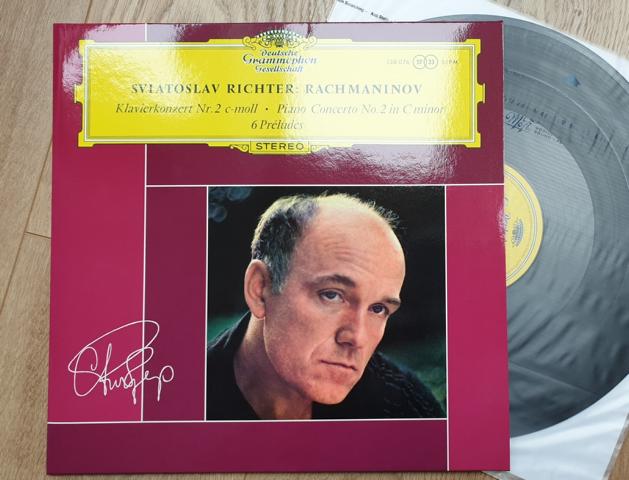 Deutsche
Grammophon
Gesellschaft
SVIATOSLAV RICHTER: RACHMANINOV
Klavierkonzert Nr. 2 c-moll · Piano Concerto No. 2 in C minor
6 Préludes
STEREO